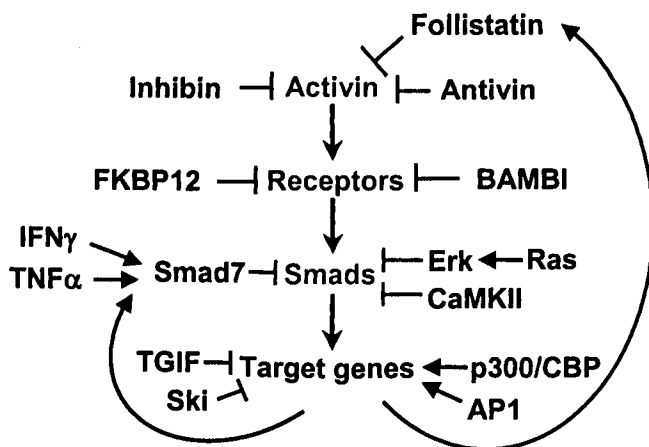 Follistatin
Inhibin Activin Antivin
FKBP12 Receptors BAMBI
IFNγ
TNFα Smad7 Smads Erk Ras
CaMKII
TGIF Target genes p300/CBP
Ski AP1